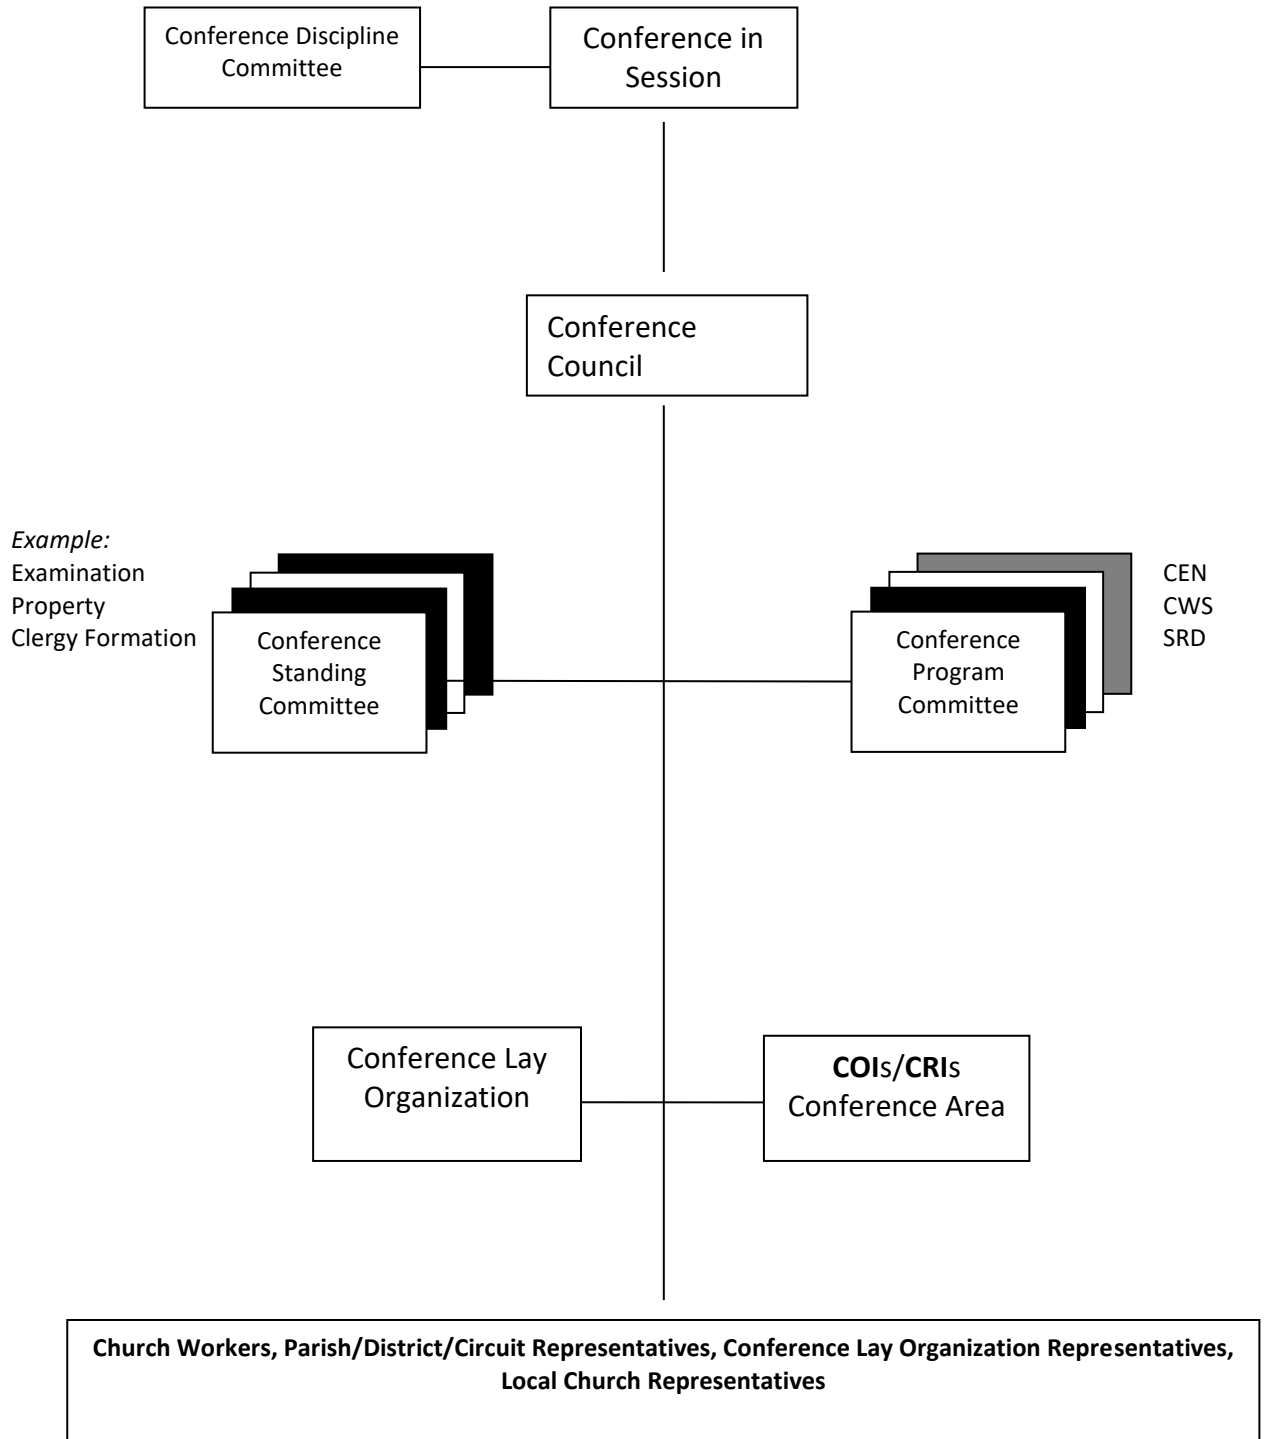 Conference Discipline
Committee
Conference in
Session
Conference
Council
Example:
Examination
Property
Clergy Formation
Conference
Standing
Committee
Conference
Program
Committee
CEN
CWS
SRD
Conference Lay
Organization
COIs/CRIs
Conference Area
Church Workers, Parish/District/Circuit Representatives, Conference Lay Organization Representatives,
Local Church Representatives